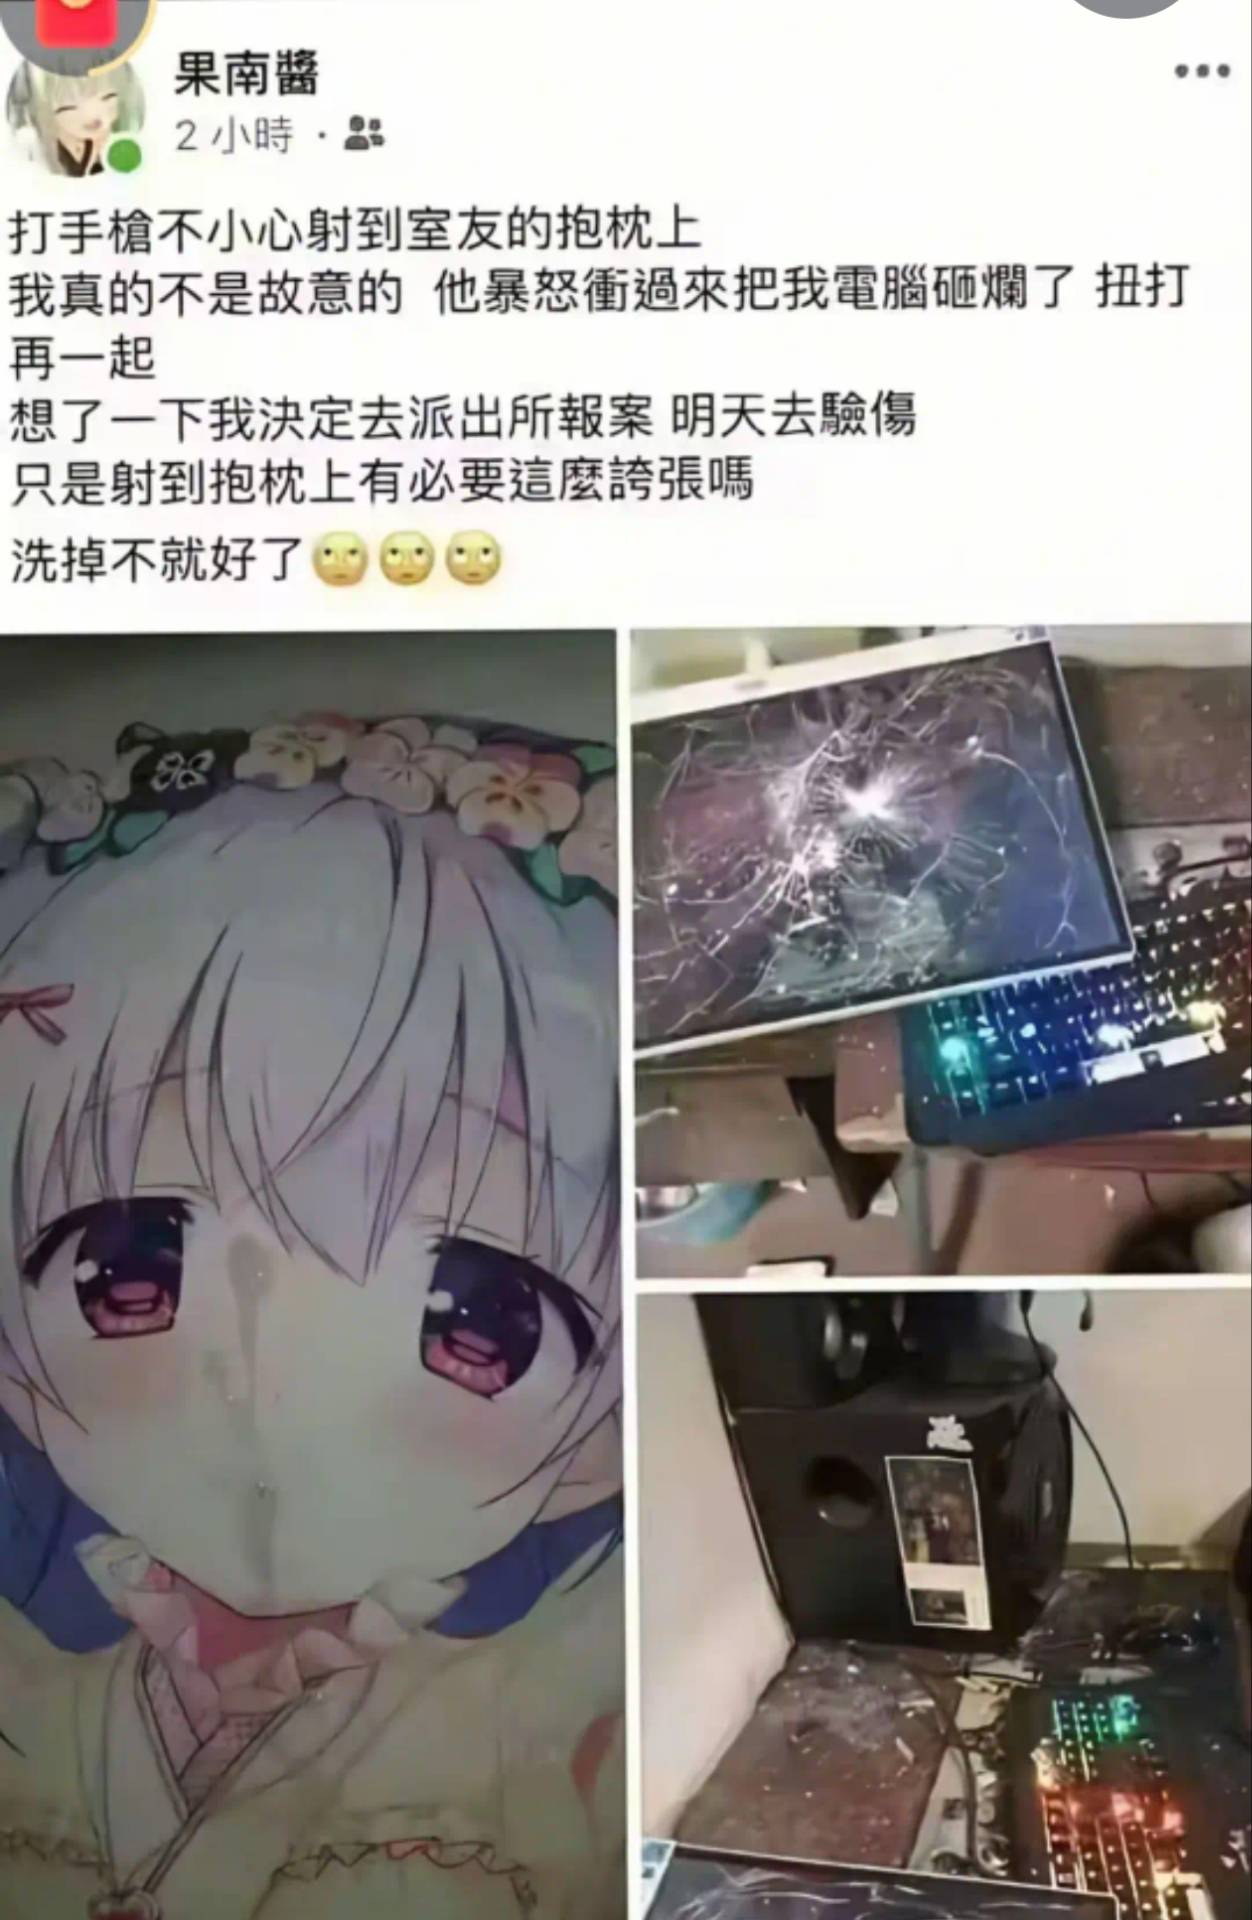 果南醬
2 小時 ·
打手槍不小心射到室友的抱枕上
我真的不是故意的 他暴怒衝過來把我電腦砸爛了 扭打
再一起
想了一下我決定去派出所報案 明天去驗傷
只是射到抱枕上有必要這麼誇張嗎
洗掉不就好了🙄🙄🙄